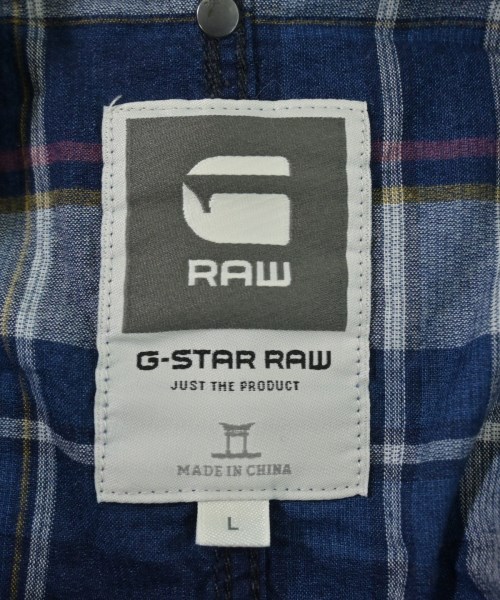 G
RAW
G-STAR RAW
JUST THE PRODUCT
MADE IN CHINA
L